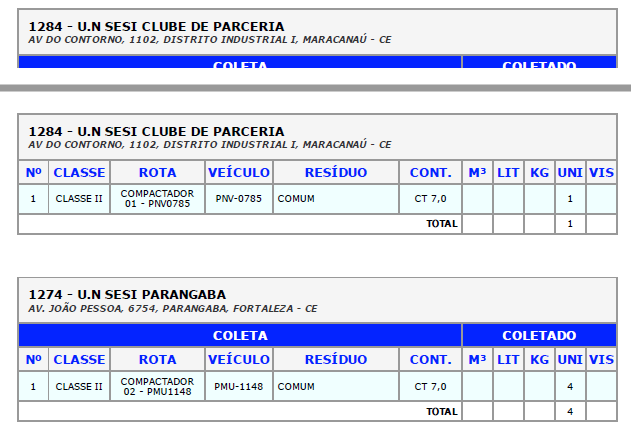 1284 - U.N SESI CLUBE DE PARCERIA
AV DO CONTORNO, 1102, DISTRITO INDUSTRIAL I, MARACANAÚ - CE
COLETA COLETADO
1284 - U.N SESI CLUBE DE PARCERIA
AV DO CONTORNO, 1102, DISTRITO INDUSTRIAL I, MARACANAÚ - CE
Nº CLASSE ROTA VEÍCULO RESÍDUO CONT. M³ LIT KG UNI VIS
1 CLASSE II COMPACTADOR 01 - PNV0785 PNV-0785 COMUM CT 7,0 1
TOTAL 1
1274 - U.N SESI PARANGABA
AV. JOÃO PESSOA, 6754, PARANGABA, FORTALEZA - CE
COLETA COLETADO
Nº CLASSE ROTA VEÍCULO RESÍDUO CONT. M³ LIT KG UNI VIS
1 CLASSE II COMPACTADOR 02 - PMU1148 PMU-1148 COMUM CT 7,0 4
TOTAL 4